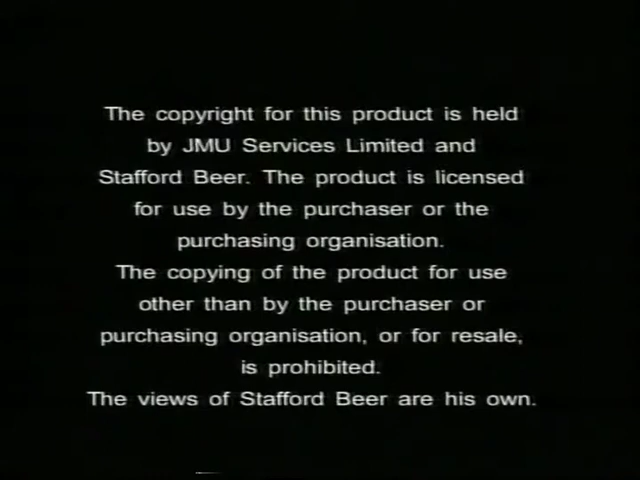 The copyright for this product is held
by JMU Services Limited and
Stafford Beer. The product is licensed
for use by the purchaser or the
purchasing organisation.
The copying of the product for use
other than by the purchaser or
purchasing organisation, or for resale,
is prohibited.
The views of Stafford Beer are his own.